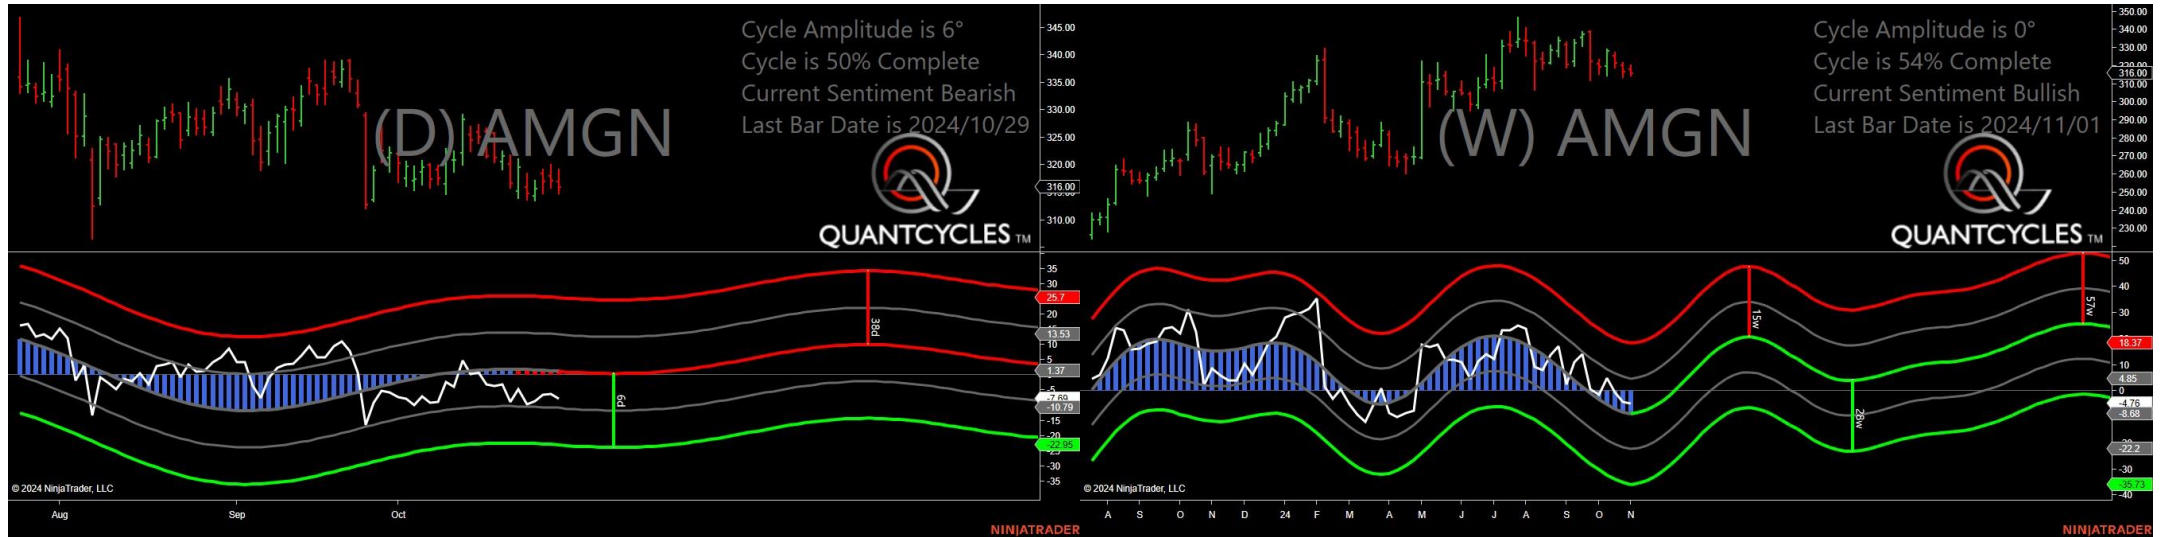 Cycle Amplitude is 6°
Cycle is 50% Complete
Current Sentiment Bearish
Last Bar Date is 2024/10/29
(D) AMGN
QUANTCYCLES TM
345.00
340.00
335.00
330.00
325.00
320.00
316.00
310.00
35
30
25.7
20
13.53
10
1.37
-5
-7.69
-10.79
-15
-20
-22.95
-30
-35
38d
6d
© 2024 NinjaTrader, LLC
Aug Sep Oct
NINJATRADER
Cycle Amplitude is 0°
Cycle is 54% Complete
Current Sentiment Bullish
Last Bar Date is 2024/11/01
(W) AMGN
QUANTCYCLES TM
350.00
340.00
330.00
320.00
316.00
310.00
300.00
290.00
280.00
270.00
260.00
250.00
240.00
230.00
50
40
30
18.37
10
4.85
0
-4.76
-8.68
-22.2
-30
-35.73
-40
15w
28w
57w
© 2024 NinjaTrader, LLC
A S O N D 24 F M A M J J A S O N
NINJATRADER